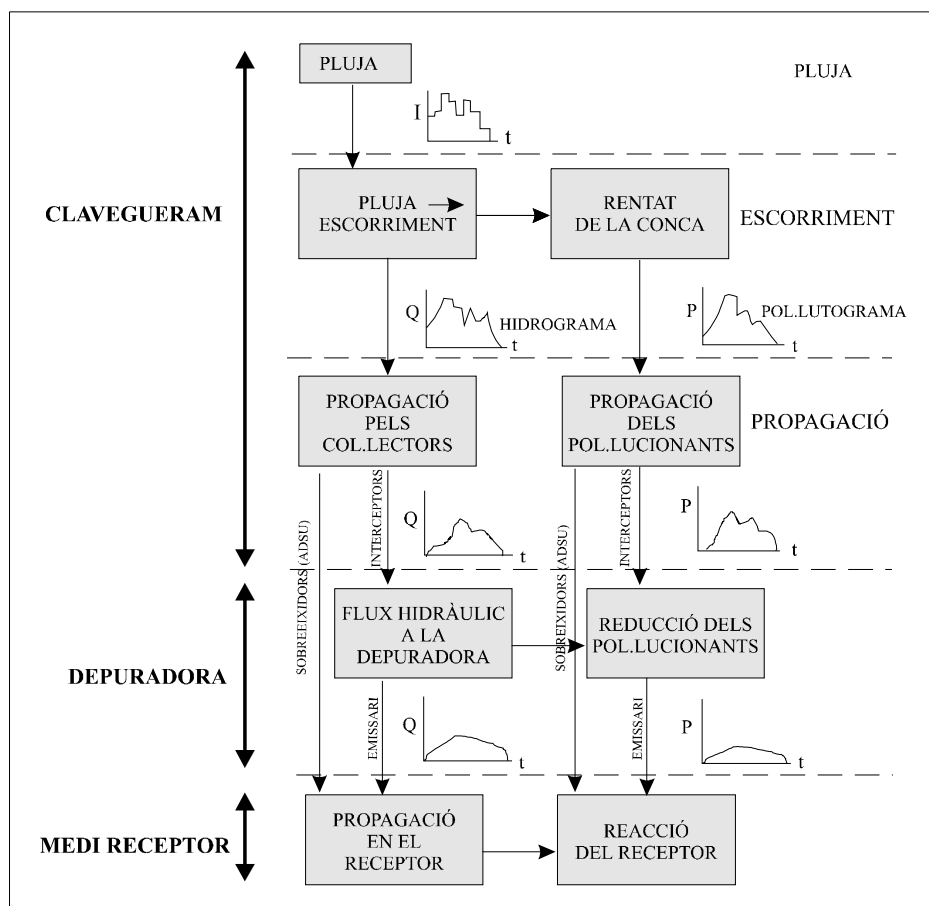 PLUJA
PLUJA
I
t
CLAVEGUERAM
PLUJA
ESCORRIMENT
RENTAT
DE LA CONCA
ESCORRIMENT
Q
HIDROGRAMA
t
P
POL.LUTOGRAMA
t
PROPAGACIÓ
PELS
COL.LECTORS
PROPAGACIÓ
DELS
POL.LUCIONANTS
PROPAGACIÓ
SOBREEIXIDORS (ADSU)
INTERCEPTORS
Q
t
SOBREEIXIDORS (ADSU)
INTERCEPTORS
P
t
DEPURADORA
FLUX HIDRÀULIC
A LA
DEPURADORA
REDUCCIÓ DELS
POL.LUCIONANTS
EMISSARI
Q
t
EMISSARI
P
t
MEDI RECEPTOR
PROPAGACIÓ
EN EL
RECEPTOR
REACCIÓ
DEL RECEPTOR